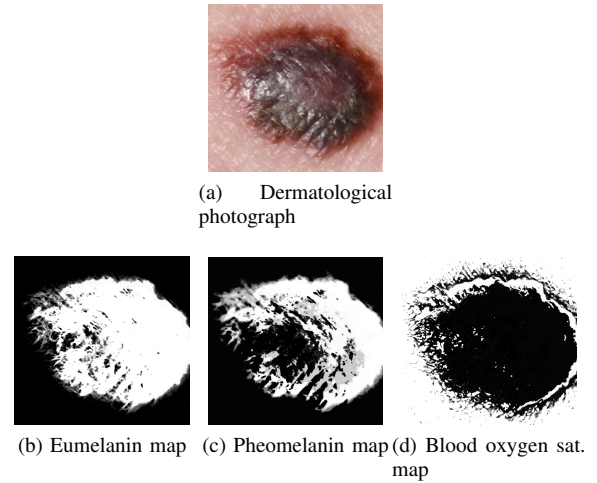 (a) Dermatological
photograph
(b) Eumelanin map (c) Pheomelanin map (d) Blood oxygen sat.
map